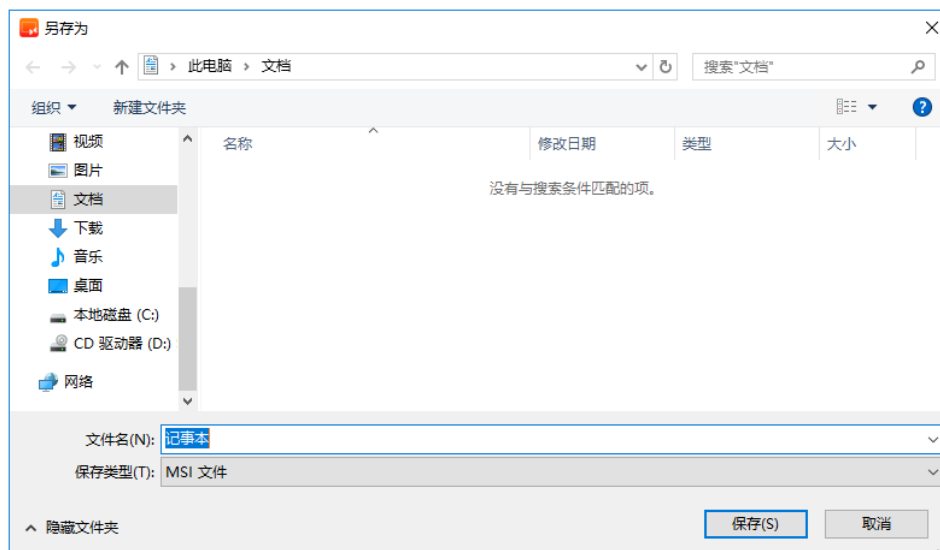 另存为
此电脑 › 文档
搜索"文档"
组织
新建文件夹
名称 修改日期 类型 大小
没有与搜索条件匹配的项。
视频
图片
文档
下载
音乐
桌面
本地磁盘 (C:)
CD 驱动器 (D:)
网络
文件名(N): 记事本
保存类型(T): MSI 文件
隐藏文件夹
保存(S) 取消